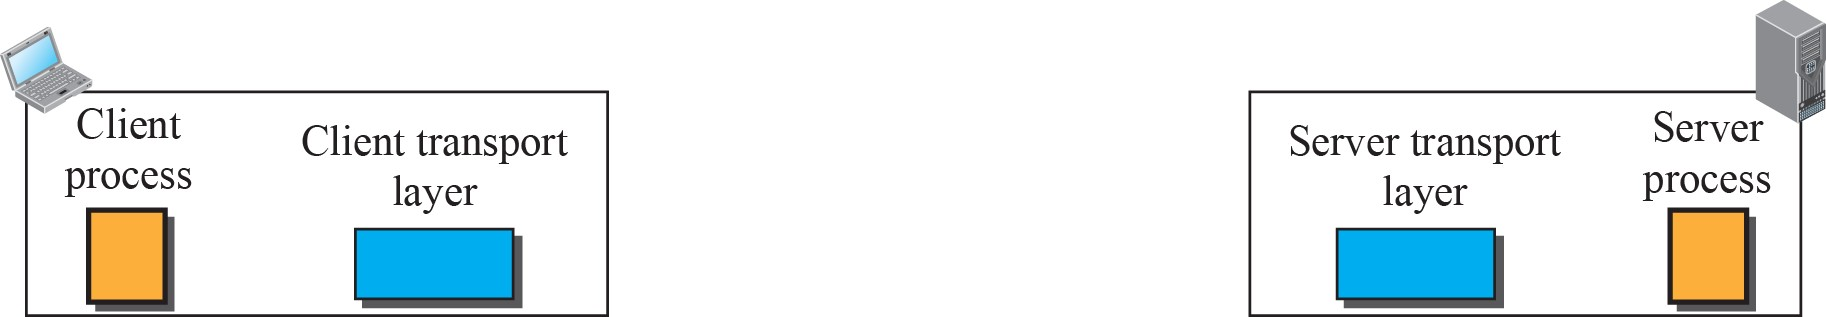 Client
process
Client transport
layer
Server transport
layer
Server
process